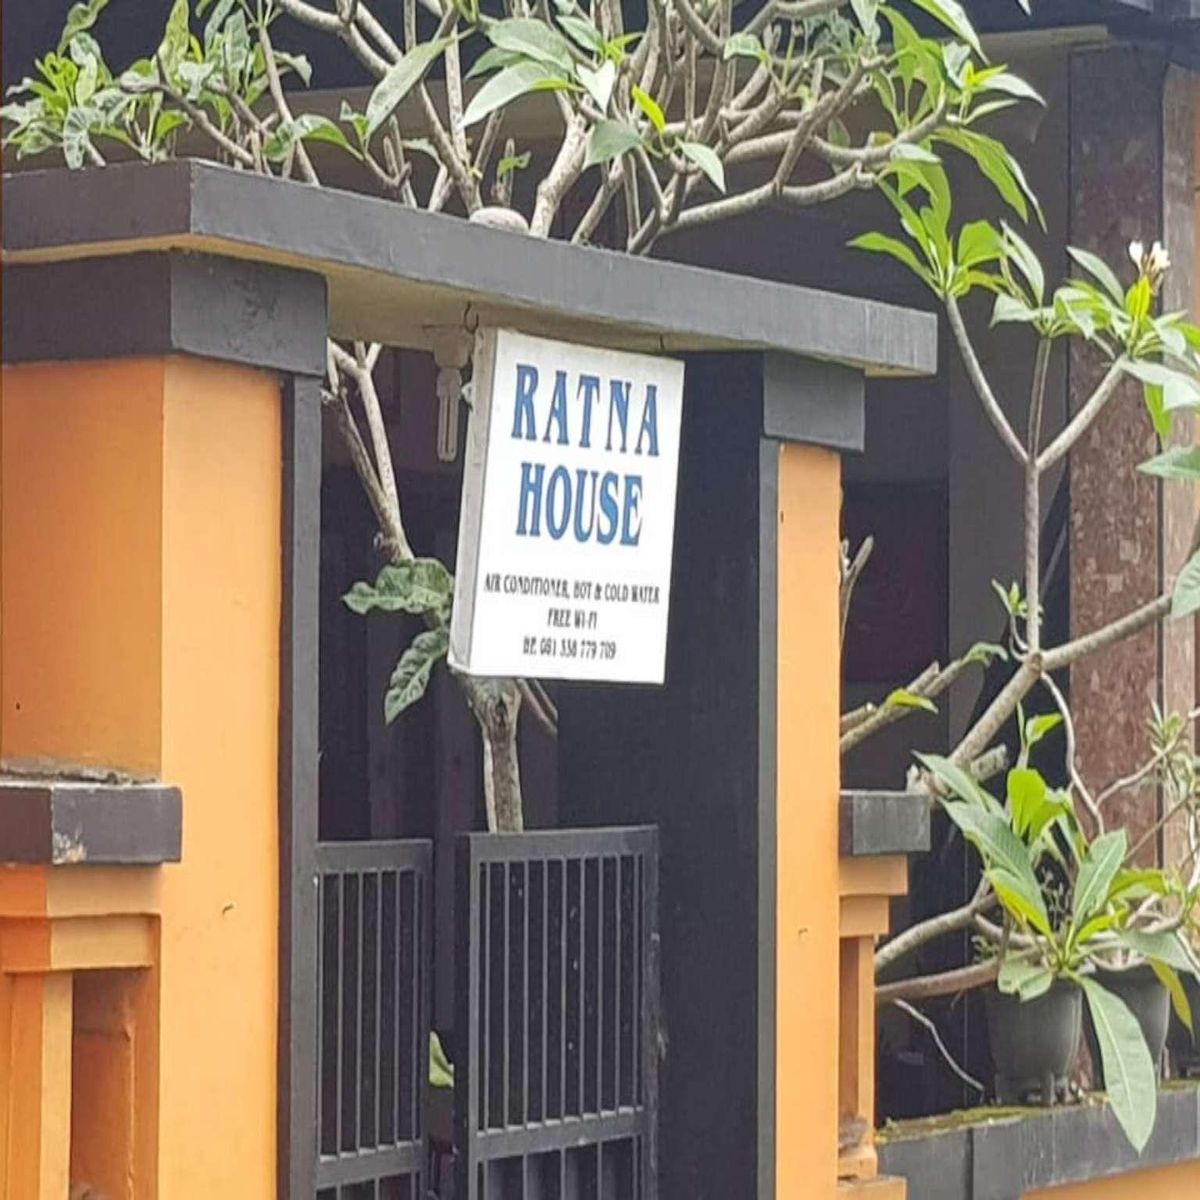 RATNA
HOUSE
AIR CONDITIONER, HOT & COLD WATER
FREE WI-FI
HP. 081 338 779 709